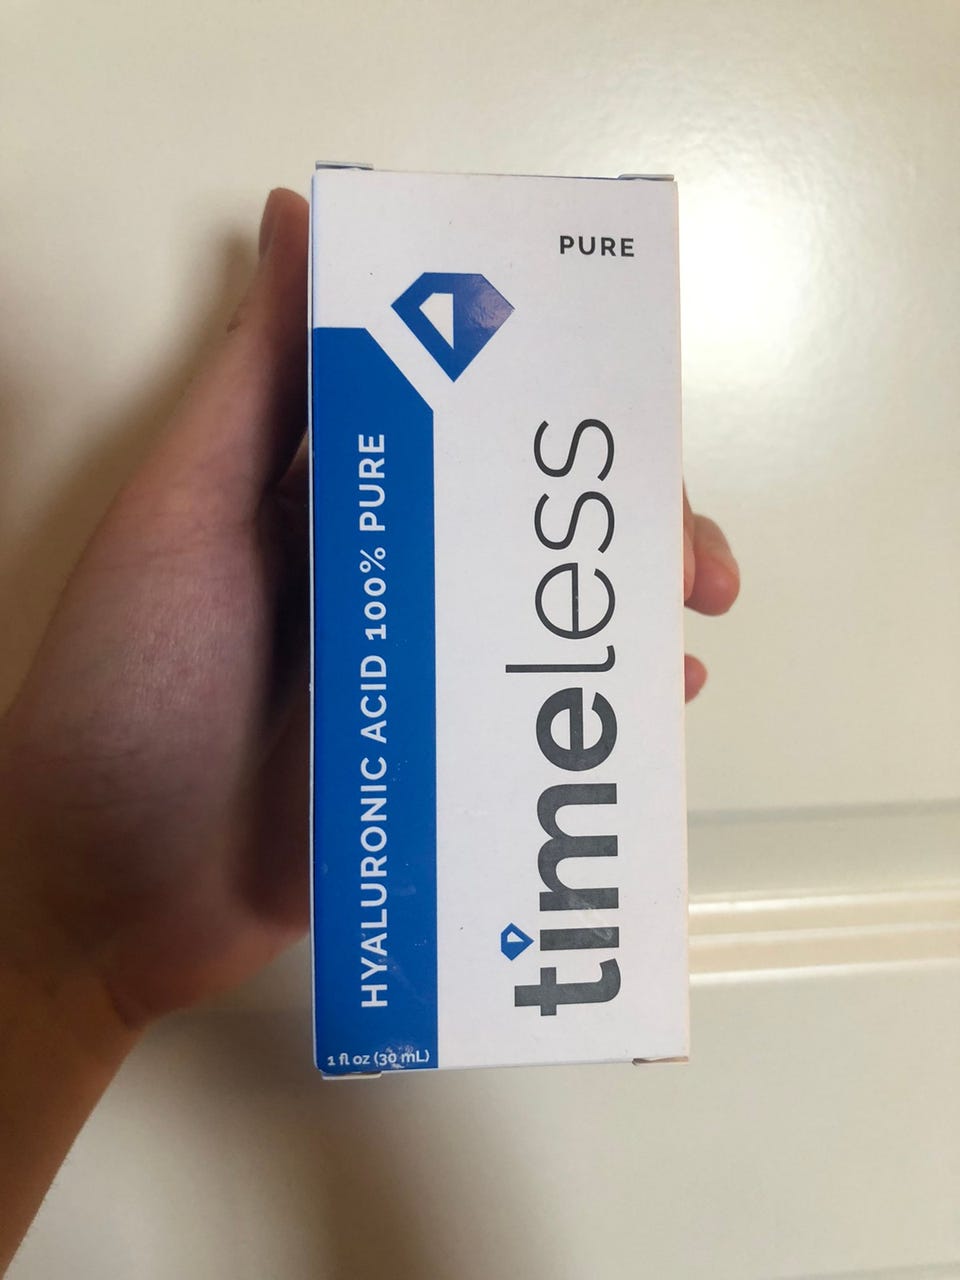 PURE
HYALURONIC ACID 100% PURE
timeless
1 fl oz (30 mL)